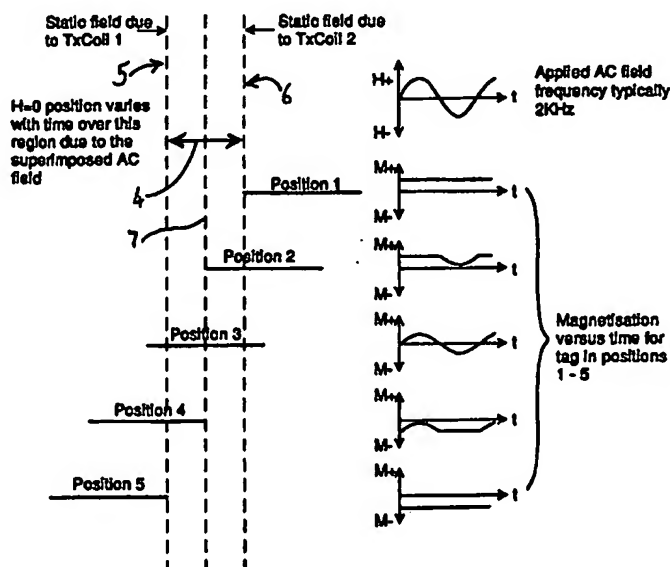 Static field due
to TxCoil 1
Static field due
to TxCoil 2
5
6
H=0 position varies
with time over this
region due to the
superimposed AC
field
4
7
H+
H-
t
Applied AC field
frequency typically
2KHz
Position 1
M+
M-
t
Position 2
M+
M-
t
Position 3
M+
M-
t
Magnetisation
versus time for
tag in positions
1 - 5
Position 4
M+
M-
t
Position 5
M+
M-
t